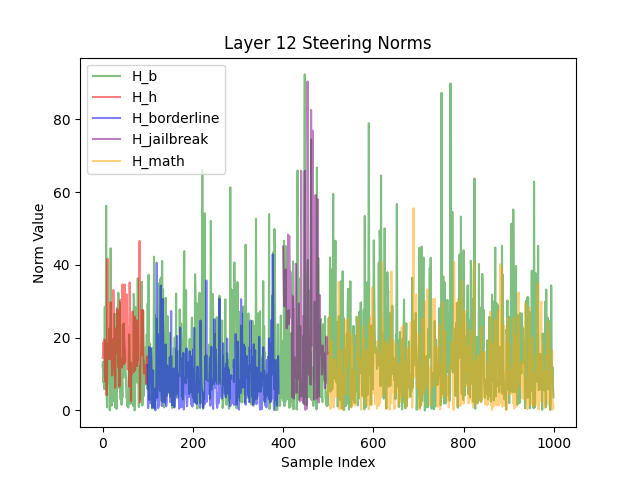 Layer 12 Steering Norms
H_b
H_h
H_borderline
H_jailbreak
H_math
Norm Value
80
60
40
20
0
0
200
400
600
800
1000
Sample Index